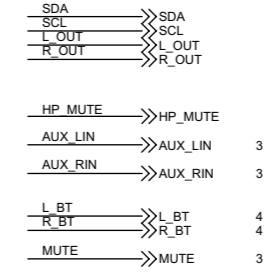 SDA SDA
SCL SCL
L_OUT L_OUT
R_OUT R_OUT
HP_MUTE HP_MUTE
AUX_LIN AUX_LIN 3
AUX_RIN AUX_RIN 3
L_BT L_BT 4
R_BT R_BT 4
MUTE MUTE 3